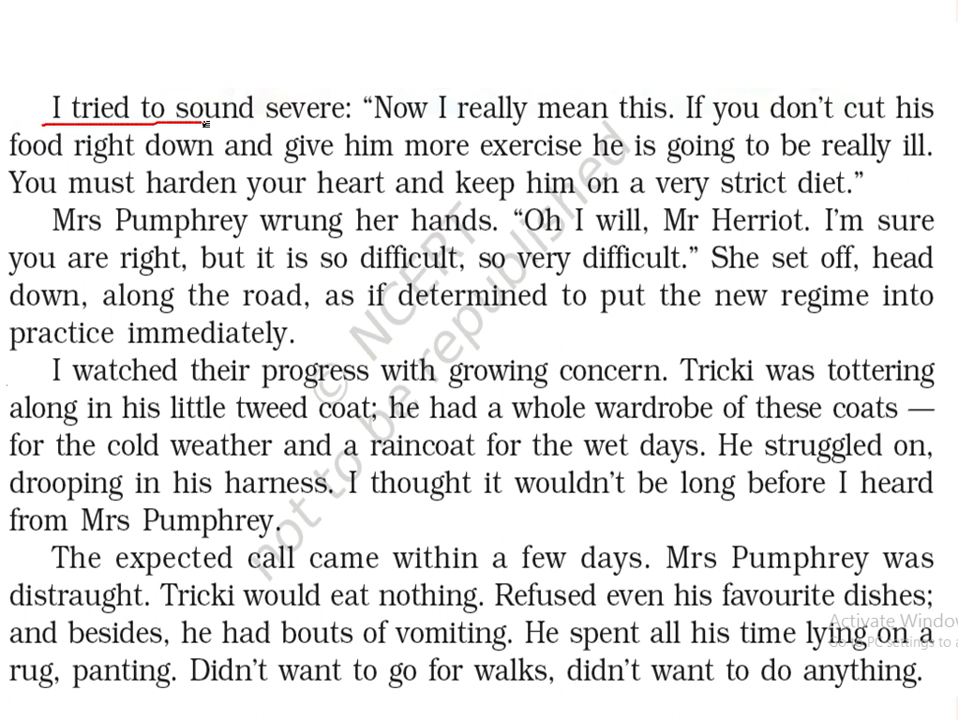 I tried to sound severe: “Now I really mean this. If you don’t cut his
food right down and give him more exercise he is going to be really ill.
You must harden your heart and keep him on a very strict diet.”
Mrs Pumphrey wrung her hands. “Oh I will, Mr Herriot. I’m sure
you are right, but it is so difficult, so very difficult.” She set off, head
down, along the road, as if determined to put the new regime into
practice immediately.
I watched their progress with growing concern. Tricki was tottering
along in his little tweed coat; he had a whole wardrobe of these coats —
for the cold weather and a raincoat for the wet days. He struggled on,
drooping in his harness. I thought it wouldn’t be long before I heard
from Mrs Pumphrey.
The expected call came within a few days. Mrs Pumphrey was
distraught. Tricki would eat nothing. Refused even his favourite dishes;
and besides, he had bouts of vomiting. He spent all his time lying on a
rug, panting. Didn’t want to go for walks, didn’t want to do anything.
© NCERT
not to be republished
Activate Window
Go to PC settings to a